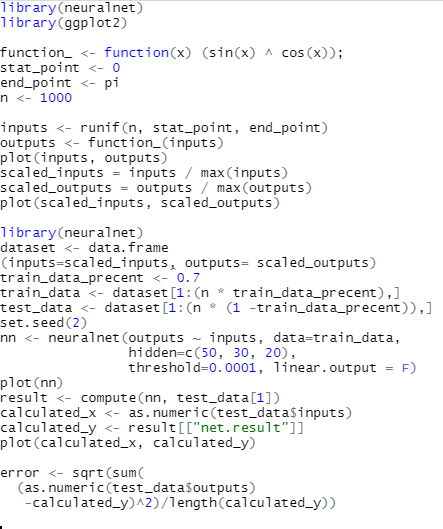 library(neuralnet)
library(ggplot2)
function_ <- function(x) (sin(x) ^ cos(x));
stat_point <- 0
end_point <- pi
n <- 1000
inputs <- runif(n, stat_point, end_point)
outputs <- function_(inputs)
plot(inputs, outputs)
scaled_inputs = inputs / max(inputs)
scaled_outputs = outputs / max(outputs)
plot(scaled_inputs, scaled_outputs)
library(neuralnet)
dataset <- data.frame
(inputs=scaled_inputs, outputs= scaled_outputs)
train_data_precent <- 0.7
train_data <- dataset[1:(n * train_data_precent),]
test_data <- dataset[1:(n * (1 -train_data_precent)),]
set.seed(2)
nn <- neuralnet(outputs ~ inputs, data=train_data,
hidden=c(50, 30, 20),
threshold=0.0001, linear.output = F)
plot(nn)
result <- compute(nn, test_data[1])
calculated_x <- as.numeric(test_data$inputs)
calculated_y <- result[["net.result"]]
plot(calculated_x, calculated_y)
error <- sqrt(sum(
(as.numeric(test_data$outputs)
-calculated_y)^2)/length(calculated_y))